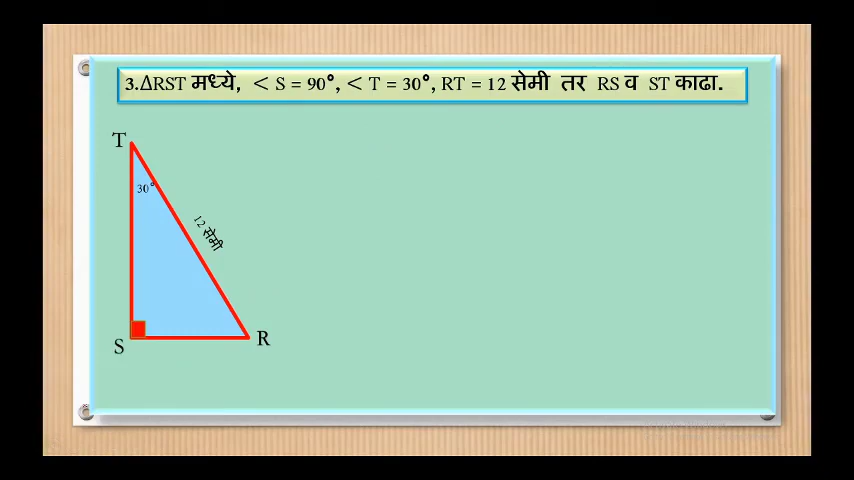 3.ΔRST मध्ये, < S = 90°, < T = 30°, RT = 12 सेमी तर RS व ST काढा.
T
30°
12 सेमी
S
R